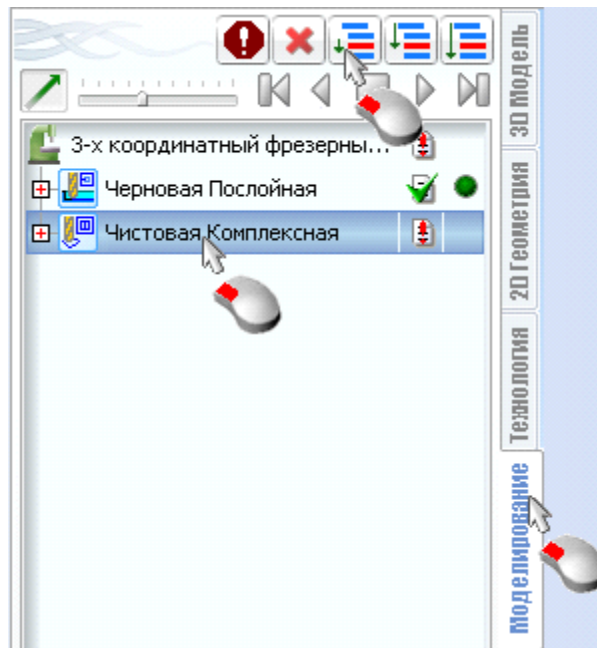 3-х координатный фрезерны...
Черновая Послойная
Чистовая Комплексная
3D Модель
2D Геометрия
Технология
Моделирование